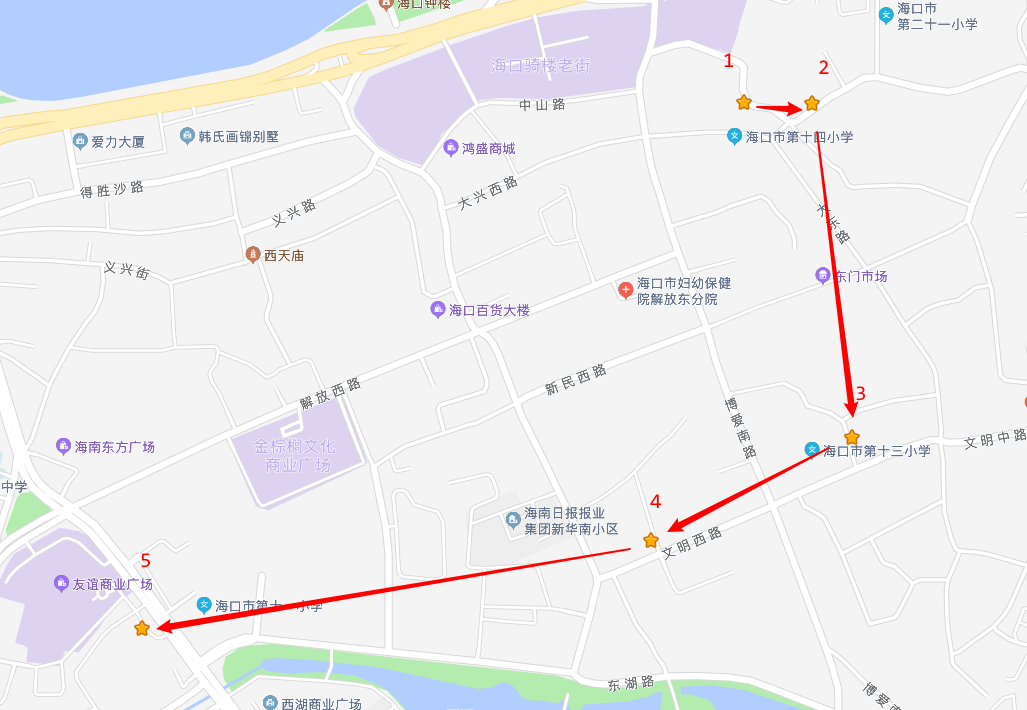 海口钟楼
海口市
第二十一小学
1
2
海口骑楼老街
中山路
海口市第十四小学
爱力大厦
韩氏画锦别墅
鸿盛商城
得胜沙路
大兴西路
义兴路
大东路
西天庙
义兴街
东门市场
海口市妇幼保健
院解放东分院
海口百货大楼
新民西路
解放西路
3
博爱南路
文明中路
海南东方广场
金棕榈文化
商业广场
海口市第十三小学
中学
4
海南日报报业
集团新华南小区
文明西路
5
友谊商业广场
海口市第十一小学
东湖路
博爱南
西湖商业广场